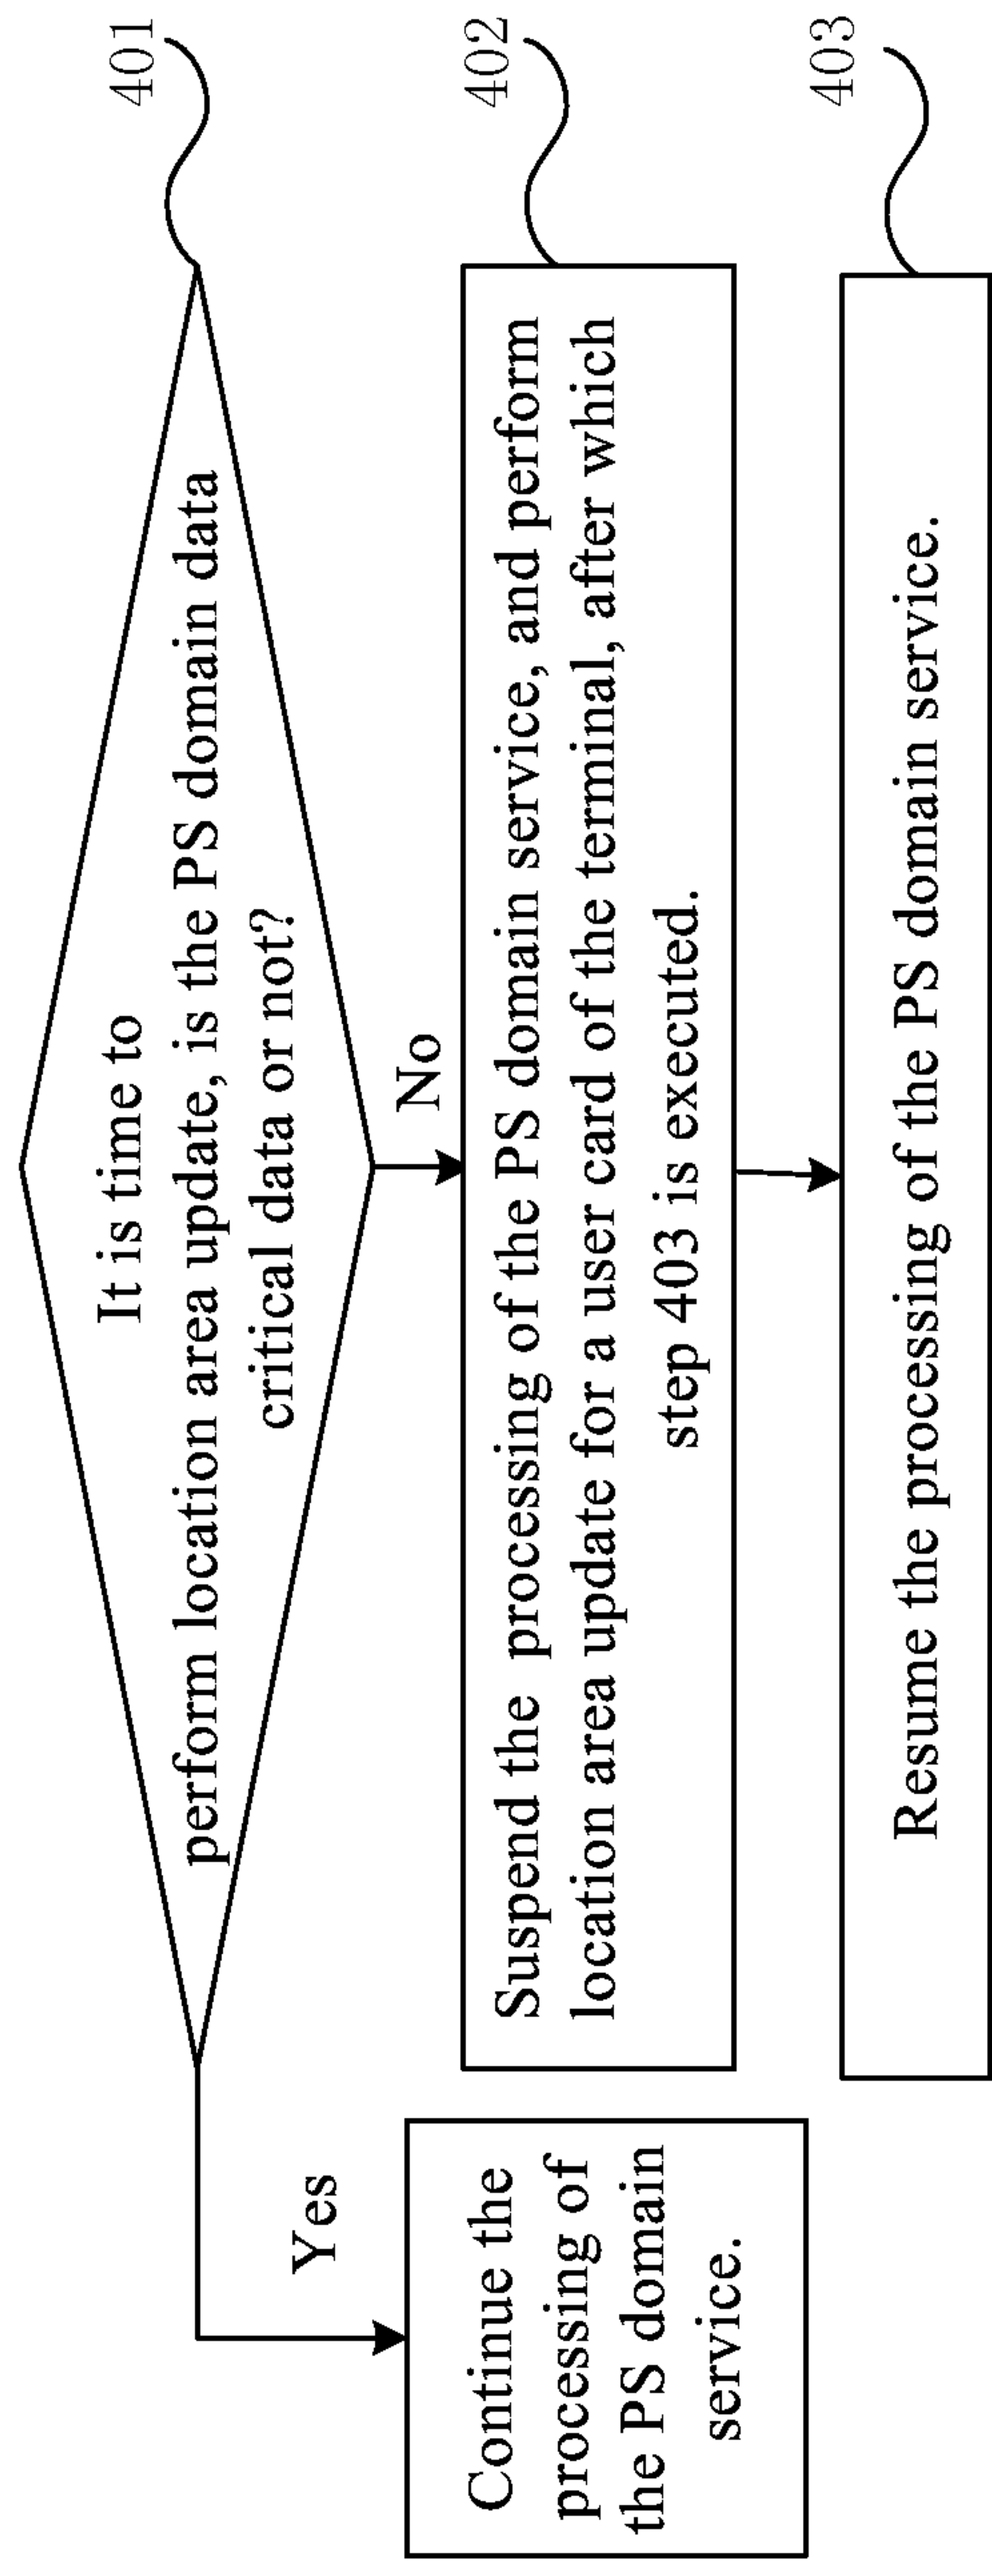 It is time to
perform location area update, is the PS domain data
critical data or not?
401
Yes
No
Continue the
processing of
the PS domain
service.
Suspend the processing of the PS domain service, and perform
location area update for a user card of the terminal, after which
step 403 is executed.
402
Resume the processing of the PS domain service.
403